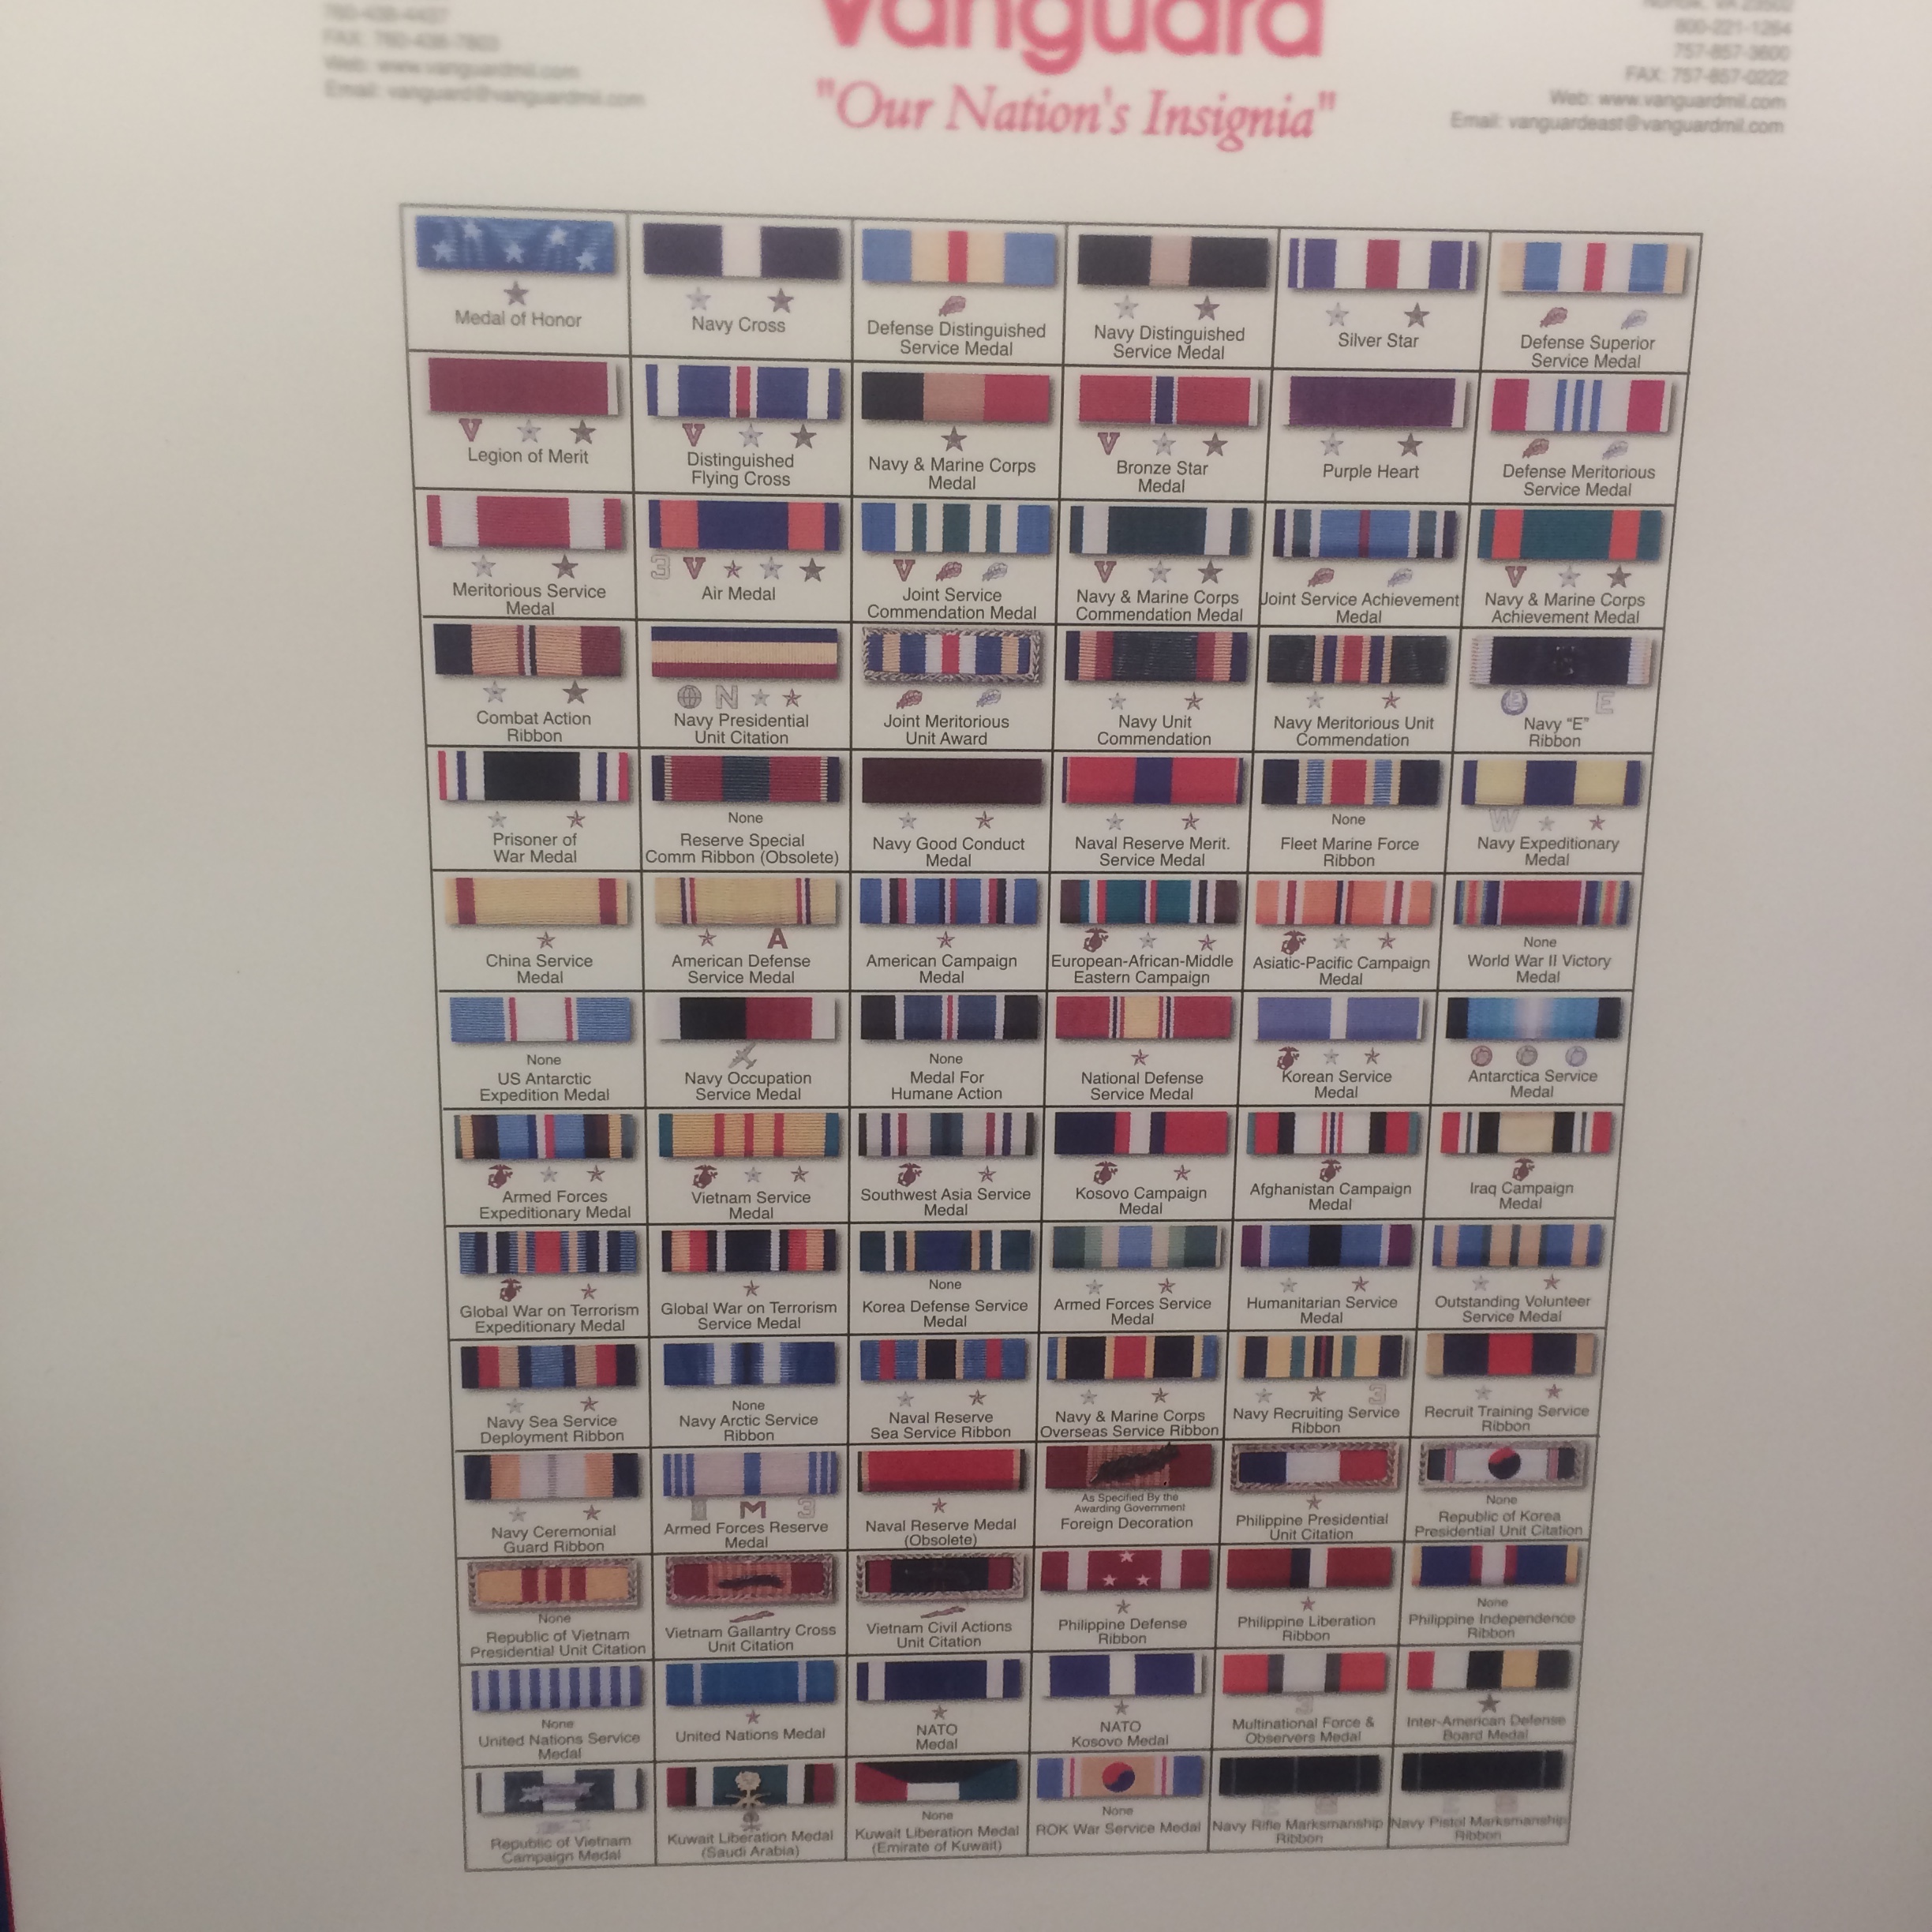 760-438-4437
FAX: 760-438-7803
Web: www.vanguardmil.com
Email: vanguard@vanguardmil.com
Vanguard
"Our Nation's Insignia"
Norfolk, VA 23502
800-221-1264
757-857-3600
FAX: 757-857-0222
Web: www.vanguardmil.com
Email: vanguardeast@vanguardmil.com
Medal of Honor
Navy Cross
Defense Distinguished
Service Medal
Navy Distinguished
Service Medal
Silver Star
Defense Superior
Service Medal
V
Legion of Merit
V
Distinguished
Flying Cross
Navy & Marine Corps
Medal
V
Bronze Star
Medal
Purple Heart
Defense Meritorious
Service Medal
Meritorious Service
Medal
3 V
Air Medal
V
Joint Service
Commendation Medal
V
Navy & Marine Corps
Commendation Medal
Joint Service Achievement
Medal
V
Navy & Marine Corps
Achievement Medal
Combat Action
Ribbon
N
Navy Presidential
Unit Citation
Joint Meritorious
Unit Award
Navy Unit
Commendation
Navy Meritorious Unit
Commendation
E E
Navy “E”
Ribbon
Prisoner of
War Medal
None
Reserve Special
Comm Ribbon (Obsolete)
Navy Good Conduct
Medal
Naval Reserve Merit.
Service Medal
None
Fleet Marine Force
Ribbon
W
Navy Expeditionary
Medal
China Service
Medal
A
American Defense
Service Medal
American Campaign
Medal
European-African-Middle
Eastern Campaign
Asiatic-Pacific Campaign
Medal
None
World War II Victory
Medal
None
US Antarctic
Expedition Medal
Navy Occupation
Service Medal
None
Medal For
Humane Action
National Defense
Service Medal
Korean Service
Medal
Antarctica Service
Medal
Armed Forces
Expeditionary Medal
Vietnam Service
Medal
Southwest Asia Service
Medal
Kosovo Campaign
Medal
Afghanistan Campaign
Medal
Iraq Campaign
Medal
Global War on Terrorism
Expeditionary Medal
Global War on Terrorism
Service Medal
None
Korea Defense Service
Medal
Armed Forces Service
Medal
Humanitarian Service
Medal
Outstanding Volunteer
Service Medal
Navy Sea Service
Deployment Ribbon
None
Navy Arctic Service
Ribbon
Naval Reserve
Sea Service Ribbon
Navy & Marine Corps
Overseas Service Ribbon
3
Navy Recruiting Service
Ribbon
Recruit Training Service
Ribbon
Navy Ceremonial
Guard Ribbon
M 3
Armed Forces Reserve
Medal
Naval Reserve Medal
(Obsolete)
As Specified By the
Awarding Government
Foreign Decoration
Philippine Presidential
Unit Citation
None
Republic of Korea
Presidential Unit Citation
None
Republic of Vietnam
Presidential Unit Citation
Vietnam Gallantry Cross
Unit Citation
Vietnam Civil Actions
Unit Citation
Philippine Defense
Ribbon
Philippine Liberation
Ribbon
None
Philippine Independence
Ribbon
None
United Nations Service
Medal
United Nations Medal
NATO
Medal
NATO
Kosovo Medal
3
Multinational Force &
Observers Medal
Inter-American Defense
Board Medal
Republic of Vietnam
Campaign Medal
Kuwait Liberation Medal
(Saudi Arabia)
None
Kuwait Liberation Medal
(Emirate of Kuwait)
None
ROK War Service Medal
Navy Rifle Marksmanship
Ribbon
Navy Pistol Marksmanship
Ribbon